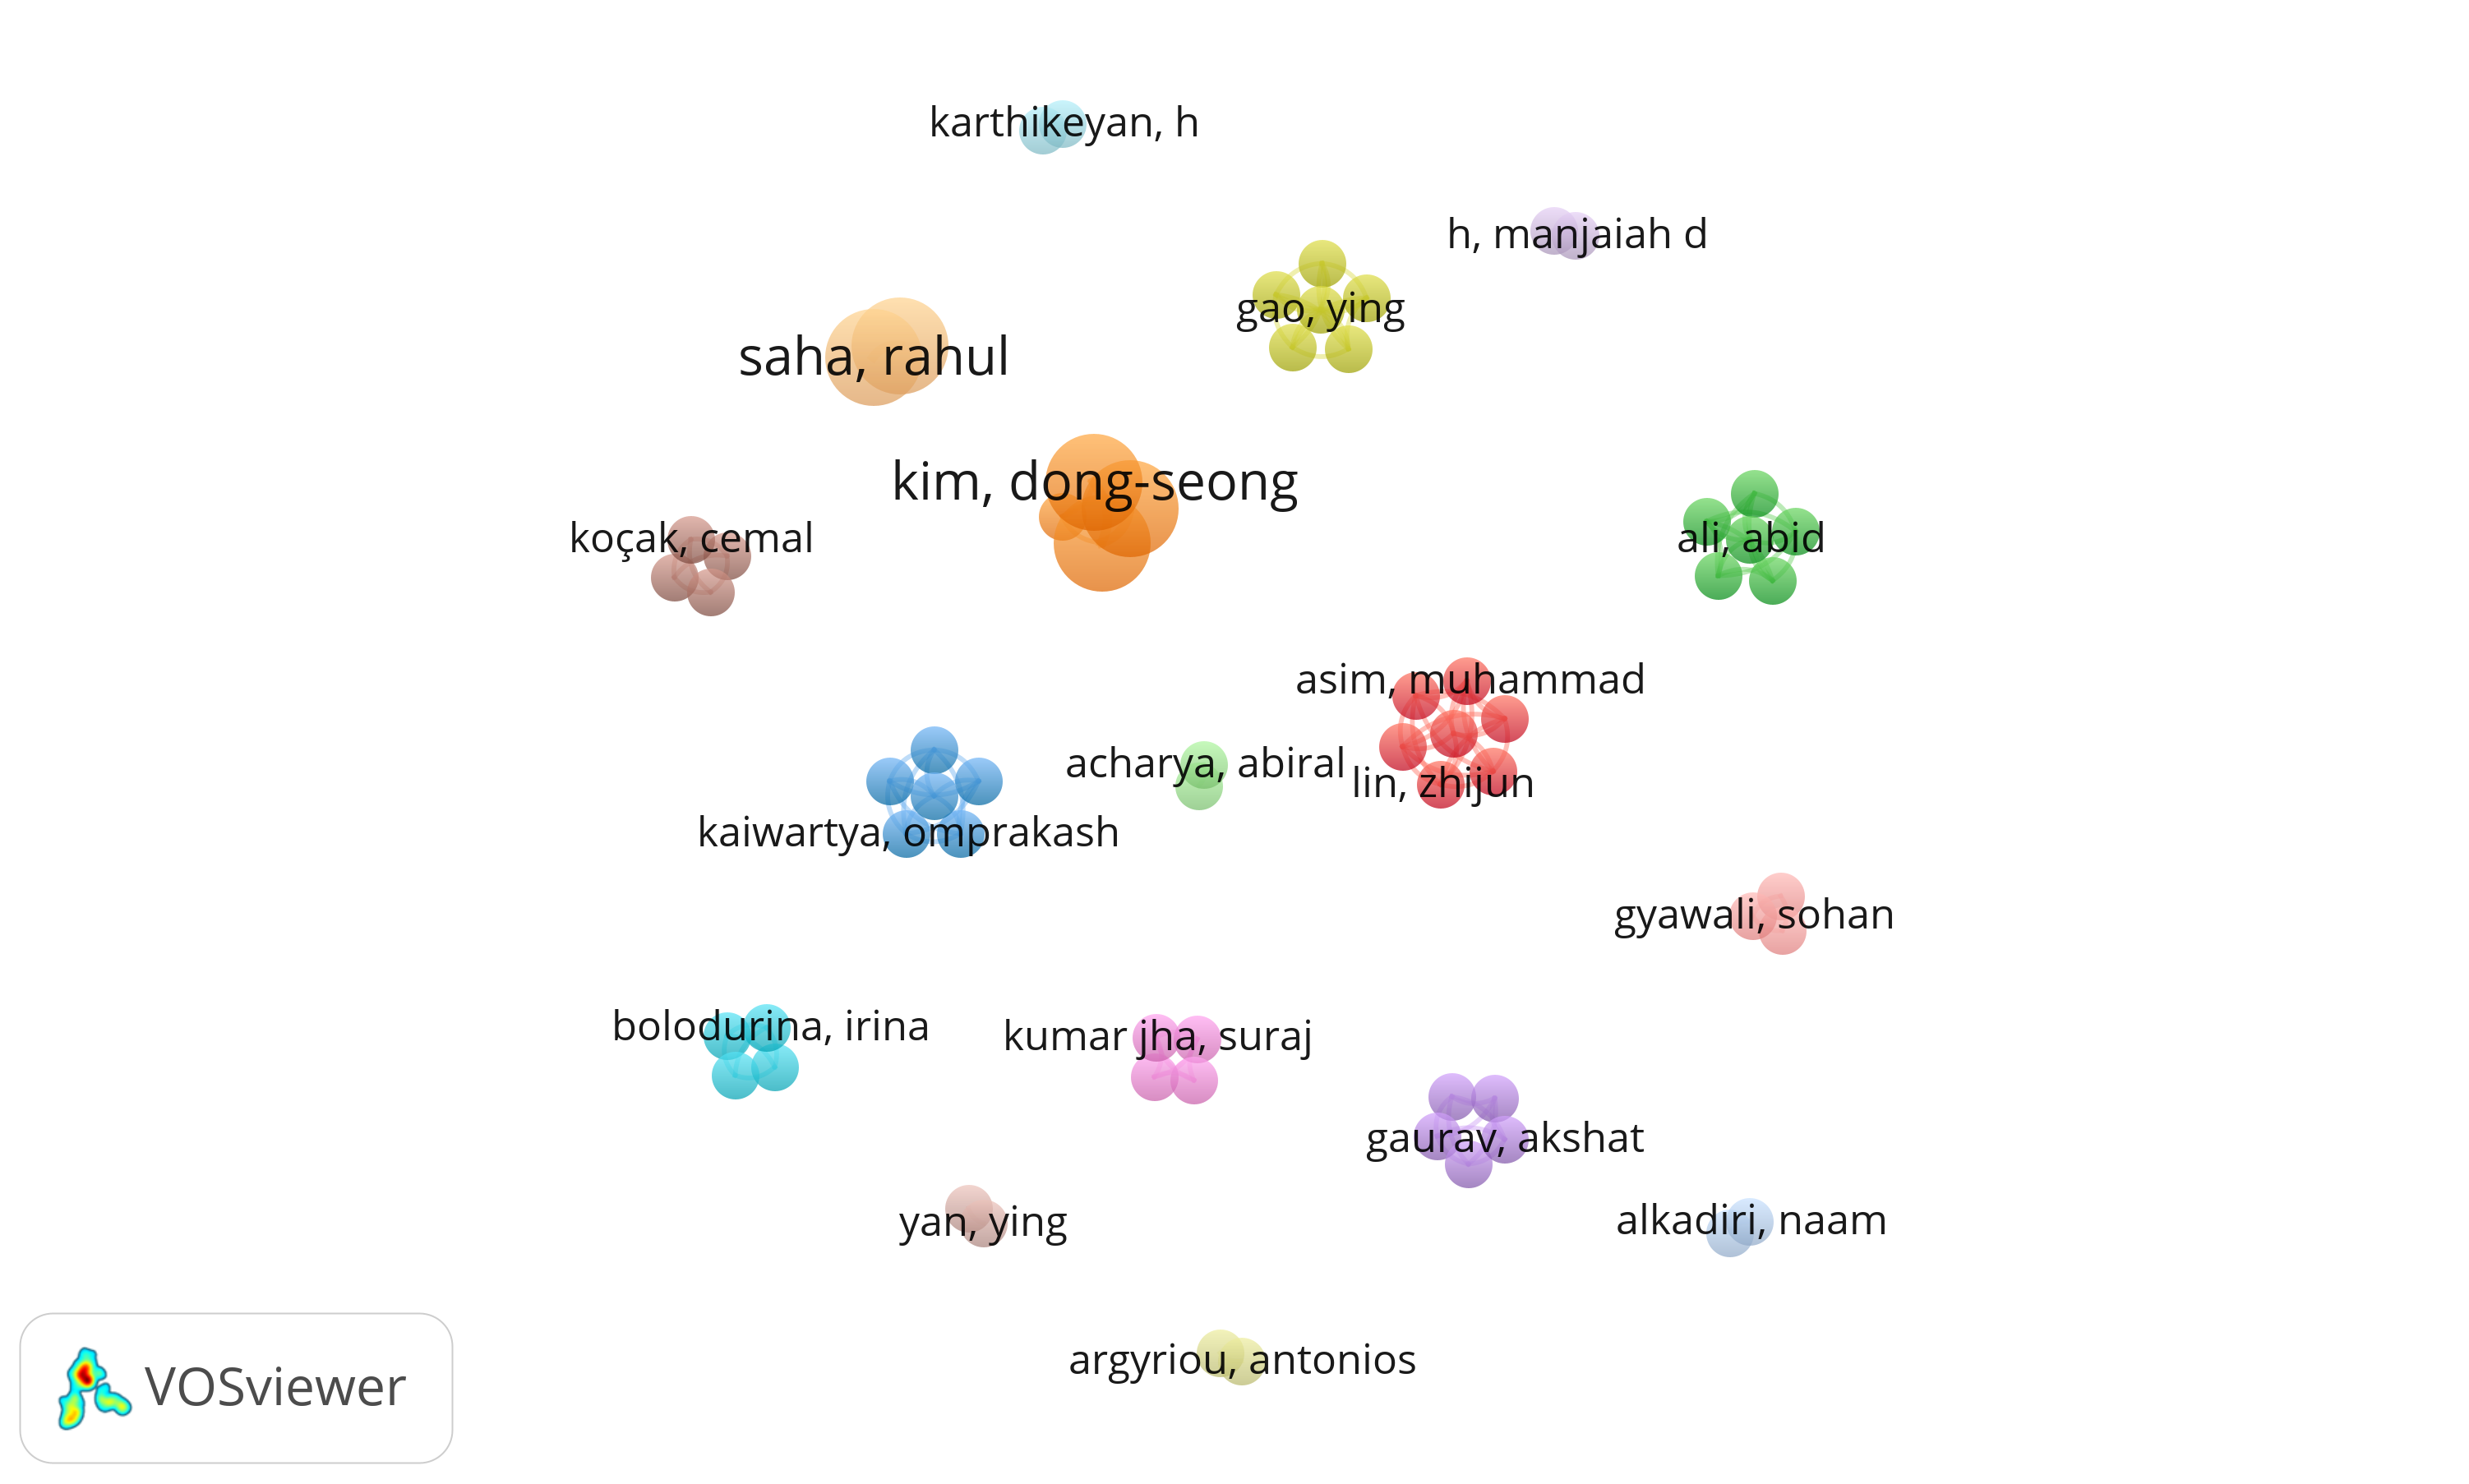 karthikeyan, h
h, manjaiah d
gao, ying
saha, rahul
kim, dong-seong
koçak, cemal
ali, abid
asim, muhammad
acharya, abiral
lin, zhijun
kaiwartya, omprakash
gyawali, sohan
bolodurina, irina
kumar jha, suraj
gaurav, akshat
yan, ying
alkadiri, naam
argyriou, antonios
VOSviewer